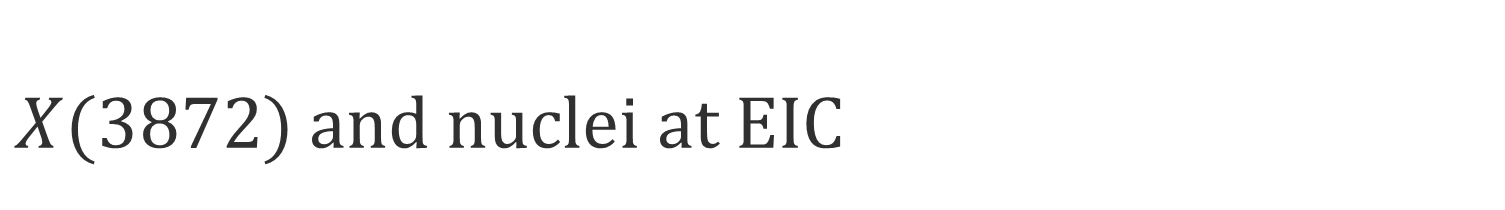 X(3872) and nuclei at EIC